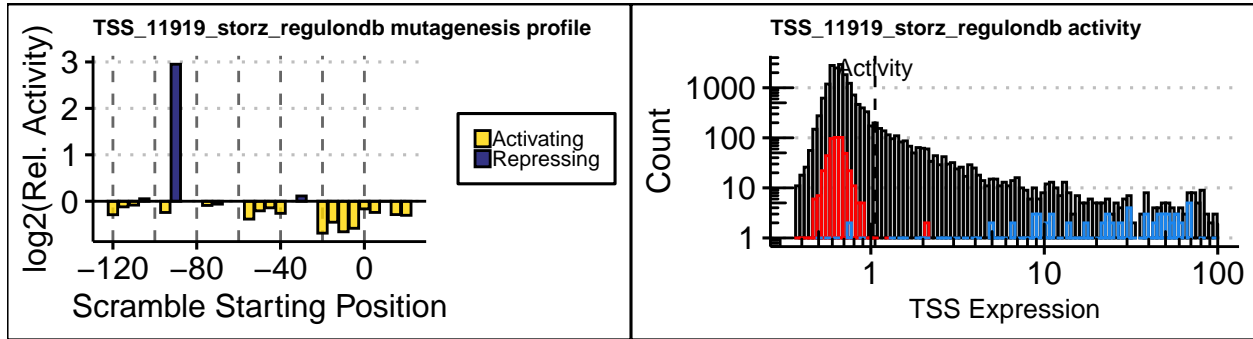 TSS_11919_storz_regulondb mutagenesis profile
log2(Rel. Activity)
3
2
1
0
−120
−80
−40
0
Scramble Starting Position
Activating
Repressing
TSS_11919_storz_regulondb activity
Activity
Count
1000
100
10
1
1
10
100
TSS Expression